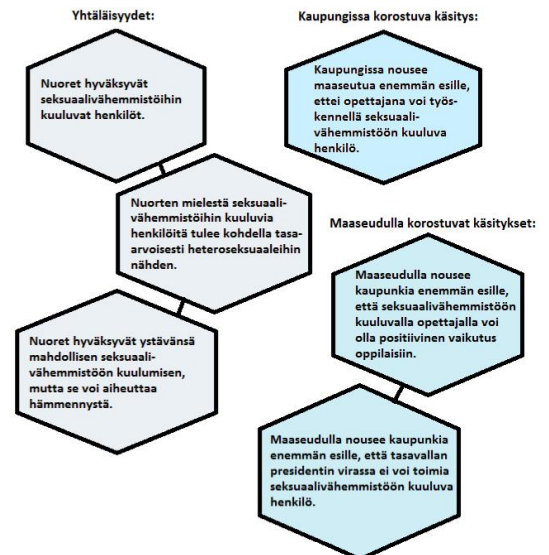 Yhtäläisyydet:
Nuoret hyväksyvät
seksuaalivähemmistöihin
kuuluvat henkilöt.
Nuorten mielestä seksuaali-
vähemmistöihin kuuluvia
henkilöitä tulee kohdella tasa-
arvoisesti heteroseksuaaleihin
nähden.
Nuoret hyväksyvät ystävänsä
mahdollisen seksuaali-
vähemmistöön kuulumisen,
mutta se voi aiheuttaa
hämmennystä.
Kaupungissa korostuva käsitys:
Kaupungissa nousee
maaseutua enemmän esille,
ettei opettajana voi työs-
kennellä seksuaali-
vähemmistöön kuuluva
henkilö.
Maaseudulla korostuvat käsitykset:
Maaseudulla nousee
kaupunkia enemmän esille,
että seksuaalivähemmistöön
kuuluvalla opettajalla voi
olla positiivinen vaikutus
oppilaisiin.
Maaseudulla nousee kaupunkia
enemmän esille, että tasavallan
presidentin virassa ei voi toimia
seksuaalivähemmistöön kuuluva
henkilö.